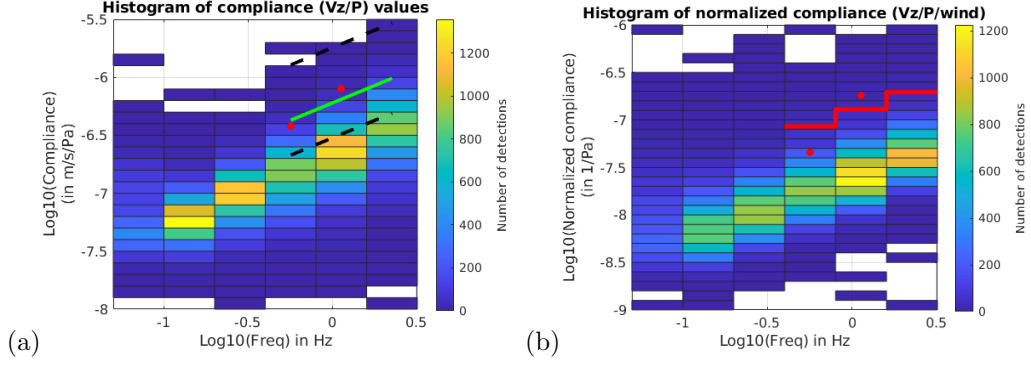 Histogram of compliance (Vz/P) values
Log10(Compliance)
(in m/s/Pa)
-5.5
-6
-6.5
-7
-7.5
-8
-1
-0.5
0
0.5
Log10(Freq) in Hz
1200
1000
800
600
400
200
0
Number of detections
(a)
Histogram of normalized compliance (Vz/P/wind)
Log10(Normalized compliance)
(in 1/Pa)
-6
-6.5
-7
-7.5
-8
-8.5
-9
-1
-0.5
0
0.5
Log10(Freq) in Hz
1200
1000
800
600
400
200
0
Number of detections
(b)